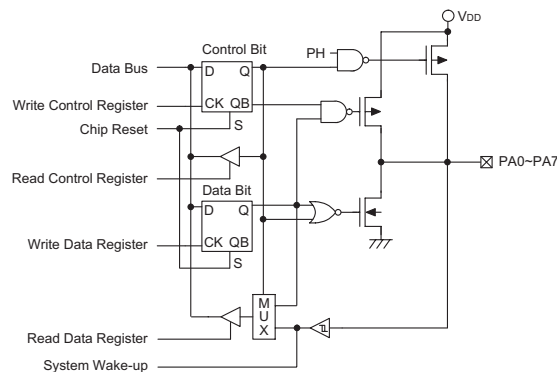 VDD
Control Bit
PH
Data Bus
D Q
Write Control Register
CK QB
Chip Reset
S
PA0~PA7
Read Control Register
Data Bit
D Q
Write Data Register
CK QB
S
M
U
X
Read Data Register
System Wake-up